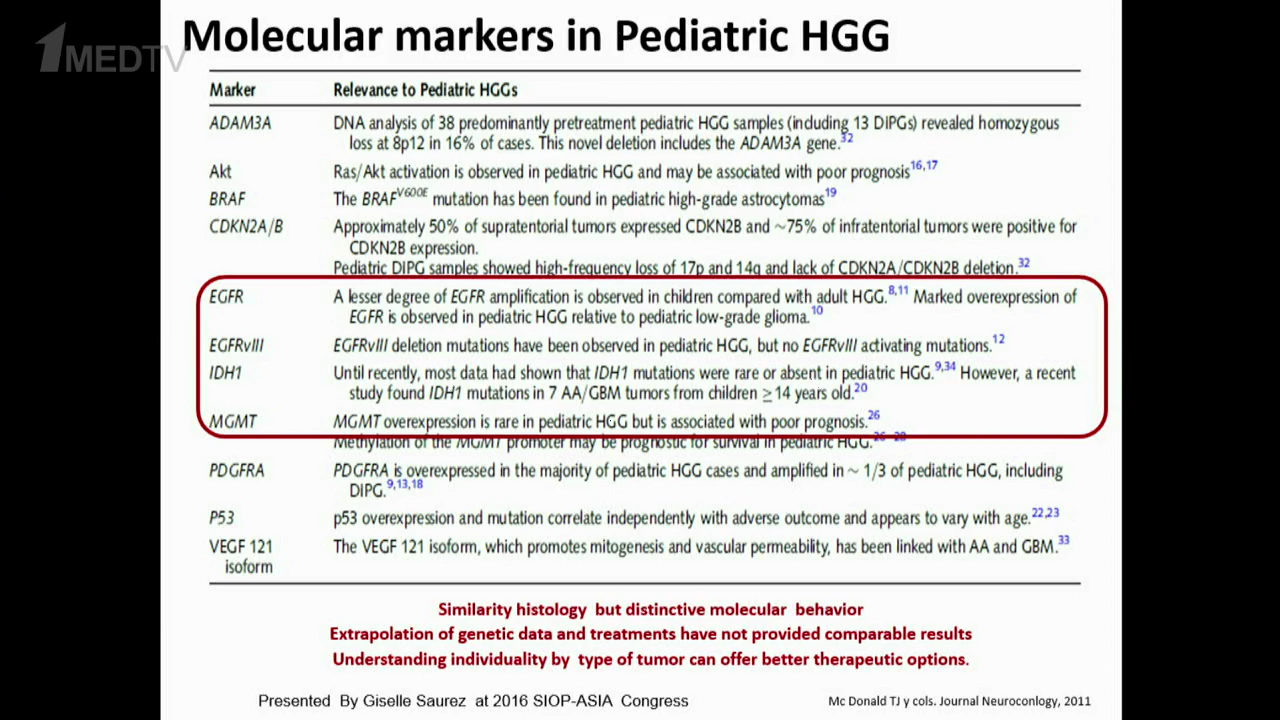 1MEDTV
Molecular markers in Pediatric HGG
Marker Relevance to Pediatric HGGs
ADAM3A DNA analysis of 38 predominantly pretreatment pediatric HGG samples (including 13 DIPGs) revealed homozygous
loss at 8p12 in 16% of cases. This novel deletion includes the ADAM3A gene.32
Akt Ras/Akt activation is observed in pediatric HGG and may be associated with poor prognosis16,17
BRAF The BRAFV600E mutation has been found in pediatric high-grade astrocytomas19
CDKN2A/B Approximately 50% of supratentorial tumors expressed CDKN2B and ~75% of infratentorial tumors were positive for
CDKN2B expression.
Pediatric DIPG samples showed high-frequency loss of 17p and 14q and lack of CDKN2A/CDKN2B deletion.32
EGFR A lesser degree of EGFR amplification is observed in children compared with adult HGG.8,11 Marked overexpression of
EGFR is observed in pediatric HGG relative to pediatric low-grade glioma.10
EGFRvIII EGFRvIII deletion mutations have been observed in pediatric HGG, but no EGFRvIII activating mutations.12
IDH1 Until recently, most data had shown that IDH1 mutations were rare or absent in pediatric HGG.9,34 However, a recent
study found IDH1 mutations in 7 AA/GBM tumors from children ≥14 years old.20
MGMT MGMT overexpression is rare in pediatric HGG but is associated with poor prognosis.26
Methylation of the MGMT promoter may be prognostic for survival in pediatric HGG.
PDGFRA PDGFRA is overexpressed in the majority of pediatric HGG cases and amplified in ~ 1/3 of pediatric HGG, including
DIPG.9,13,18
P53 p53 overexpression and mutation correlate independently with adverse outcome and appears to vary with age.22,23
VEGF 121 The VEGF 121 isoform, which promotes mitogenesis and vascular permeability, has been linked with AA and GBM.33
isoform
Similarity histology but distinctive molecular behavior
Extrapolation of genetic data and treatments have not provided comparable results
Understanding individuality by type of tumor can offer better therapeutic options.
Presented By Giselle Saurez at 2016 SIOP-ASIA Congress
Mc Donald TJ y cols. Journal Neuroconlogy, 2011